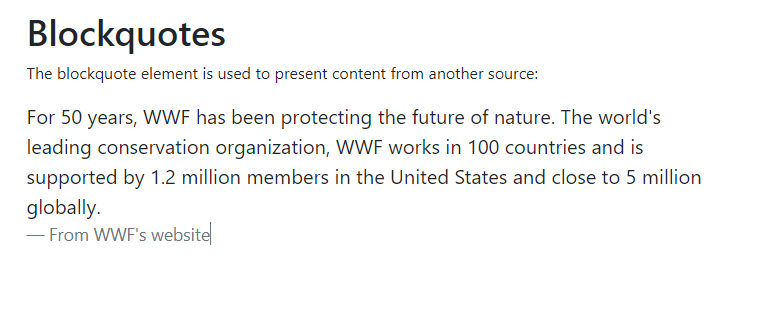 Blockquotes
The blockquote element is used to present content from another source:
For 50 years, WWF has been protecting the future of nature. The world's
leading conservation organization, WWF works in 100 countries and is
supported by 1.2 million members in the United States and close to 5 million
globally.
— From WWF's website